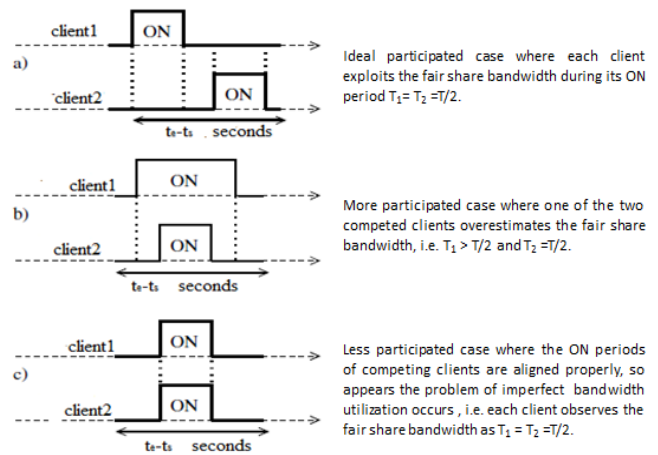 client1 ON
a)
client2 ON
tₑ-tₛ . seconds
Ideal participated case where each client
exploits the fair share bandwidth during its ON
period T₁= T₂ =T/2.
client1 ON
b)
client2 ON
tₑ-tₛ seconds
More participated case where one of the two
competed clients overestimates the fair share
bandwidth, i.e. T₁ > T/2 and T₂ =T/2.
client1 ON
c)
client2 ON
tₑ-tₛ seconds
Less participated case where the ON periods
of competing clients are aligned properly, so
appears the problem of imperfect bandwidth
utilization occurs , i.e. each client observes the
fair share bandwidth as T₁ = T₂ =T/2.